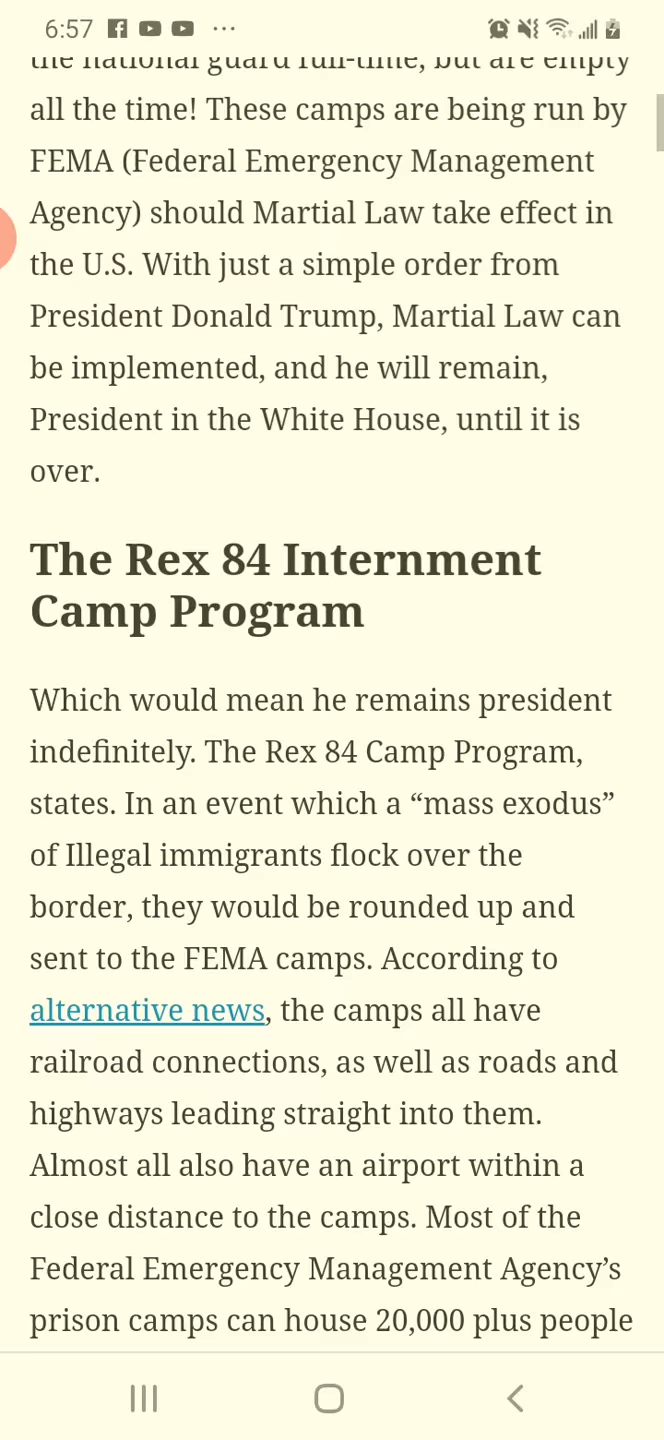 6:57
the national guard full-time, but are empty
all the time! These camps are being run by
FEMA (Federal Emergency Management
Agency) should Martial Law take effect in
the U.S. With just a simple order from
President Donald Trump, Martial Law can
be implemented, and he will remain,
President in the White House, until it is
over.
The Rex 84 Internment
Camp Program
Which would mean he remains president
indefinitely. The Rex 84 Camp Program,
states. In an event which a “mass exodus”
of Illegal immigrants flock over the
border, they would be rounded up and
sent to the FEMA camps. According to
alternative news, the camps all have
railroad connections, as well as roads and
highways leading straight into them.
Almost all also have an airport within a
close distance to the camps. Most of the
Federal Emergency Management Agency’s
prison camps can house 20,000 plus people